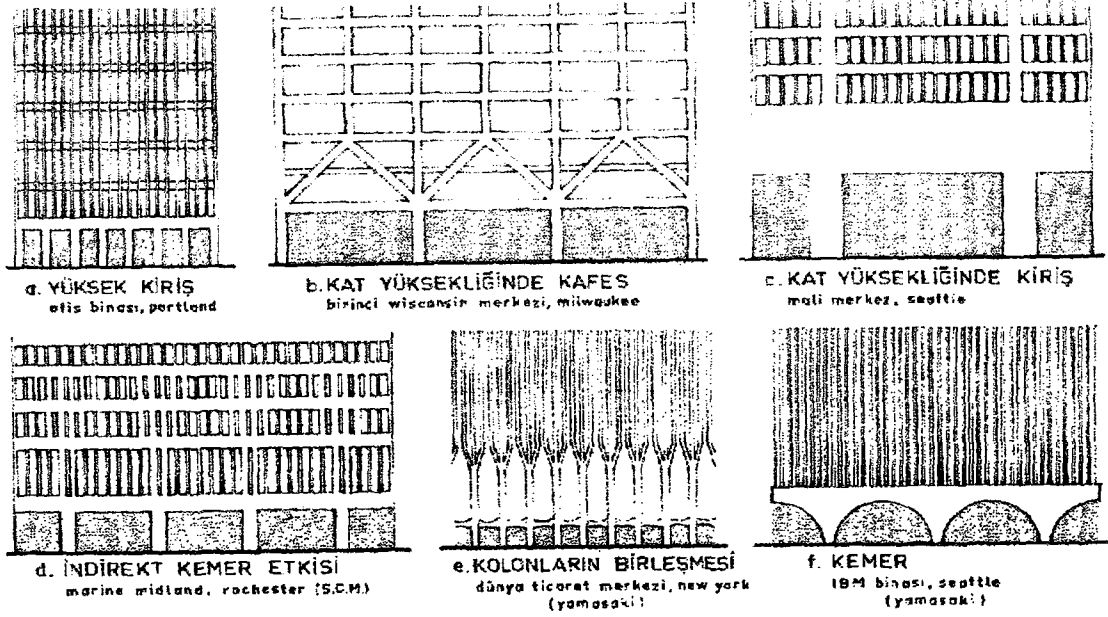 a. YÜKSEK KİRİŞ
ofis binası, portland
b. KAT YÜKSEKLİĞİNDE KAFES
birinci wisconsin merkezi, milwaukee
c. KAT YÜKSEKLİĞİNDE KİRİŞ
mali merkez, seattle
d. İNDİREKT KEMER ETKİSİ
marine midland, rochester (S.C.M.)
e. KOLONLARIN BİRLEŞMESİ
dünya ticaret merkezi, new york
(yamasaki)
f. KEMER
IBM binası, seattle
(yamasaki)